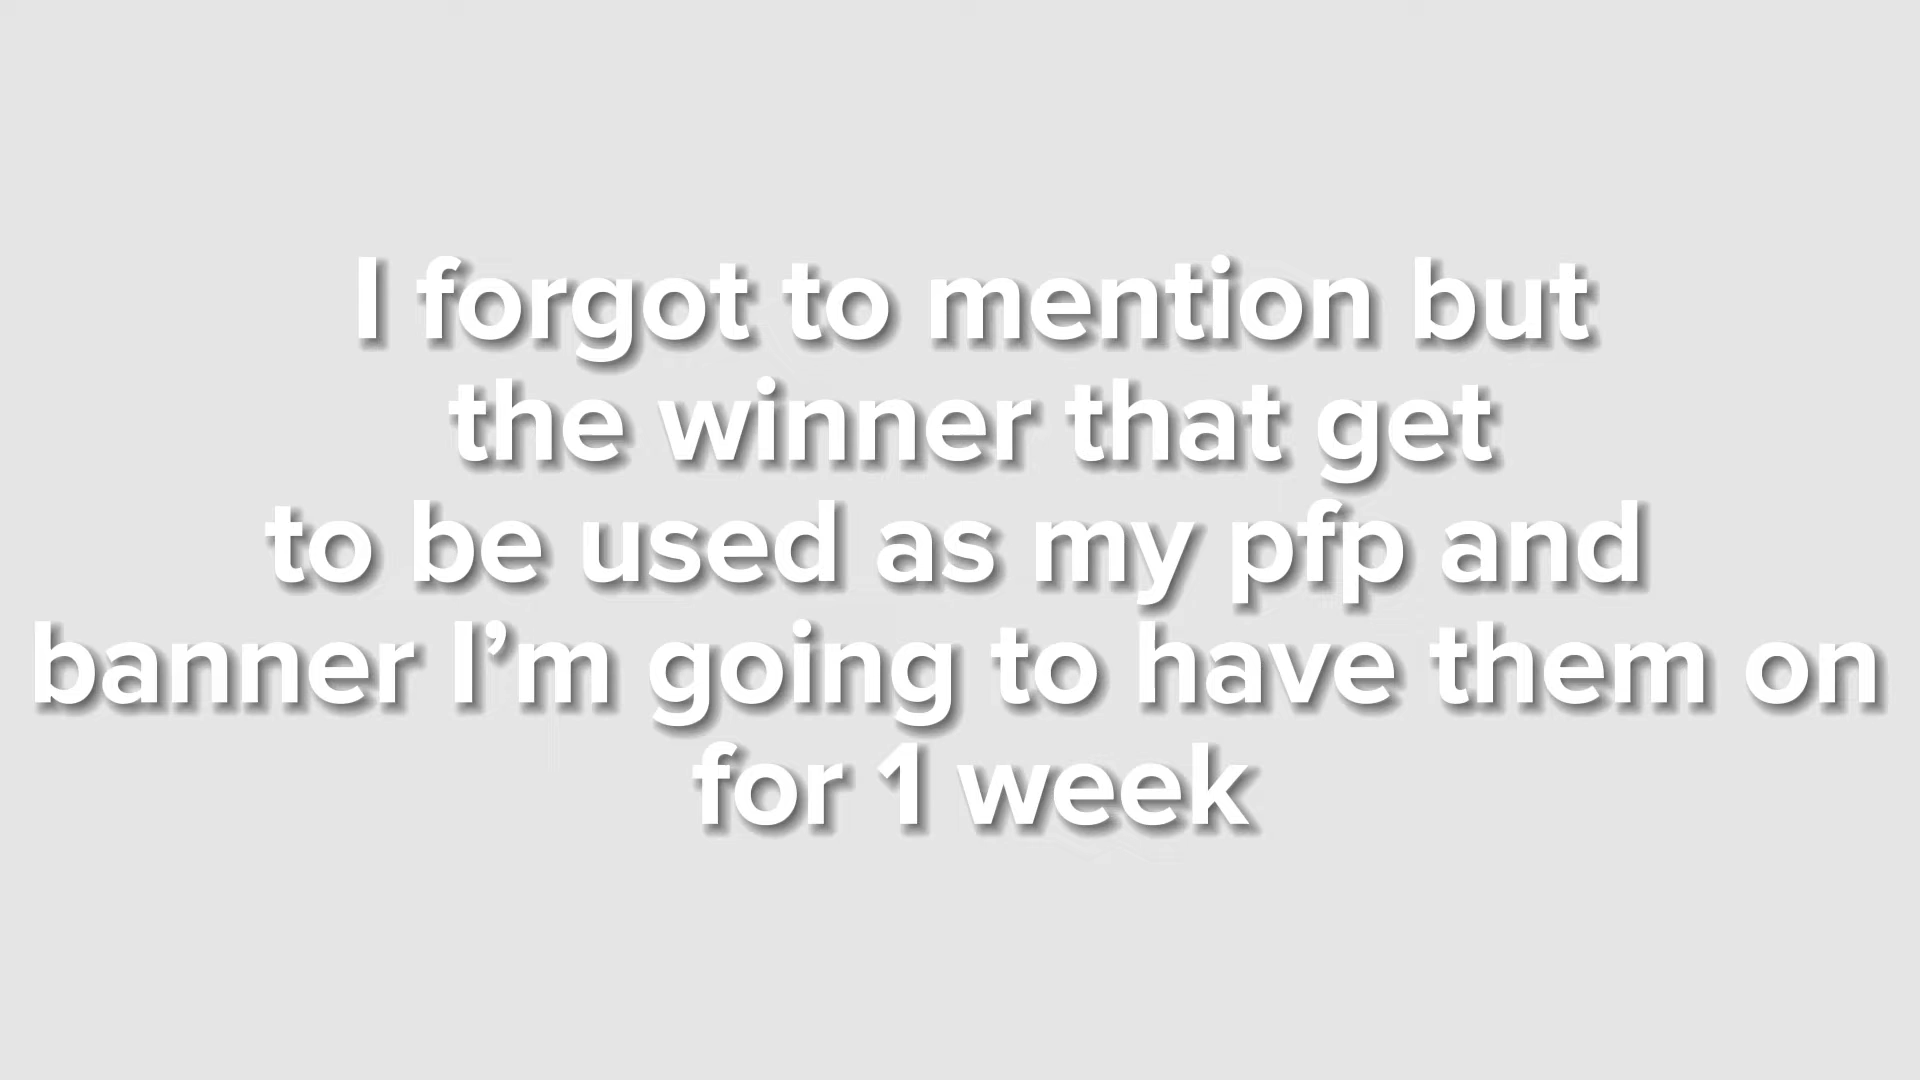 I forgot to mention but
the winner that get
to be used as my pfp and
banner I’m going to have them on
for 1 week